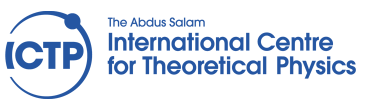 ICTP
The Abdus Salam
International Centre
for Theoretical Physics